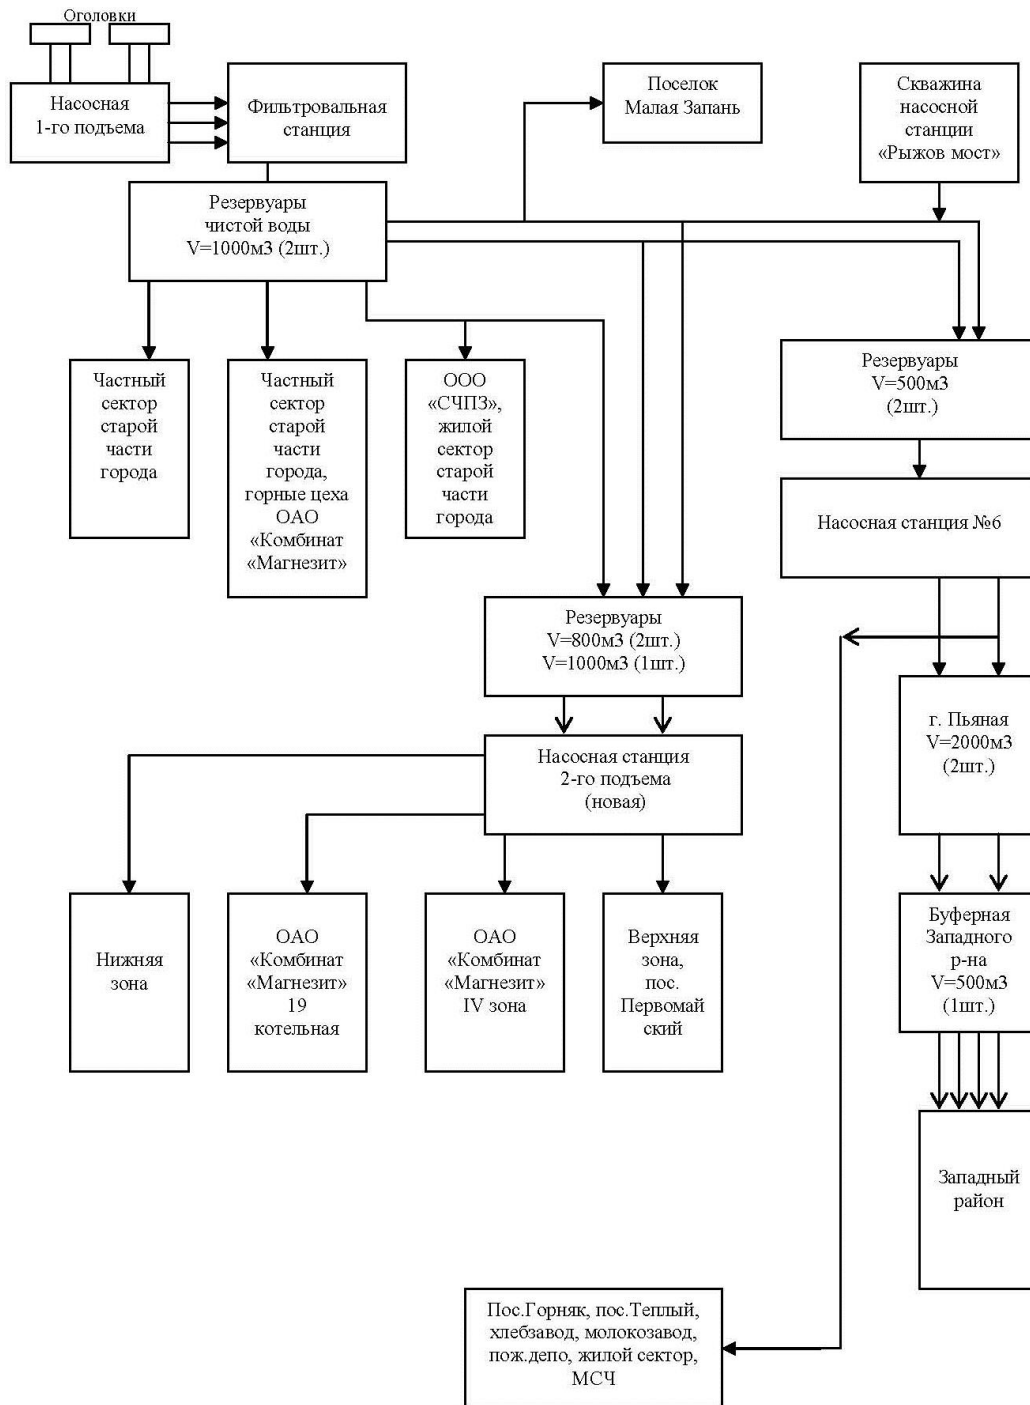 Оголовки
Насосная
1-го подъема
Фильтровальная
станция
Поселок
Малая Запань
Скважина
насосной
станции
«Рыжов мост»
Резервуары
чистой воды
V=1000м3 (2шт.)
Частный
сектор
старой
части
города
Частный
сектор
старой
части
города,
горные цеха
ОАО
«Комбинат
«Магнезит»
ООО
«СЧПЗ»,
жилой
сектор
старой
части
города
Резервуары
V=500м3
(2шт.)
Насосная станция №6
Резервуары
V=800м3 (2шт.)
V=1000м3 (1шт.)
г. Пьяная
V=2000м3
(2шт.)
Насосная станция
2-го подъема
(новая)
Нижняя
зона
ОАО
«Комбинат
«Магнезит»
19
котельная
ОАО
«Комбинат
«Магнезит»
IV зона
Верхняя
зона,
пос.
Первомай
ский
Буферная
Западного
р-на
V=500м3
(1шт.)
Западный
район
Пос.Горняк, пос.Теплый,
хлебзавод, молокозавод,
пож.депо, жилой сектор,
МСЧ